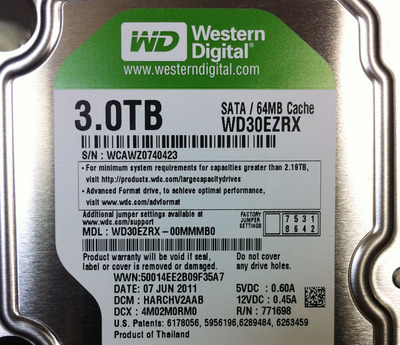 WD Western Digital®
www.westerndigital.com
3.0TB
SATA / 64MB Cache
WD30EZRX
S/N : WCAWZ0740423
• For minimum system requirements for capacities greater than 2.19TB,
visit http://products.wdc.com/largecapacitydrives
• Advanced Format drive, to achieve optimal performance,
visit www.wdc.com/advformat
Additional jumper settings available at
www.wdc.com/support
FACTORY JUMPER SETTINGS
7 5 3 1
8 6 4 2
MDL : WD30EZRX-00MMMB0
Product warranty will be void if seal,
label or cover is removed or damaged.
Do not cover
any drive holes.
WWN:50014EE2B09F35A7
DATE: 07 JUN 2011
5VDC : 0.60A
DCM : HARCHV2AAB
12VDC : 0.45A
DCX : 4M02M0RM0
R/N : 771698
U.S. Patents: 6178056, 5956196,6289484, 6263459
Product of Thailand